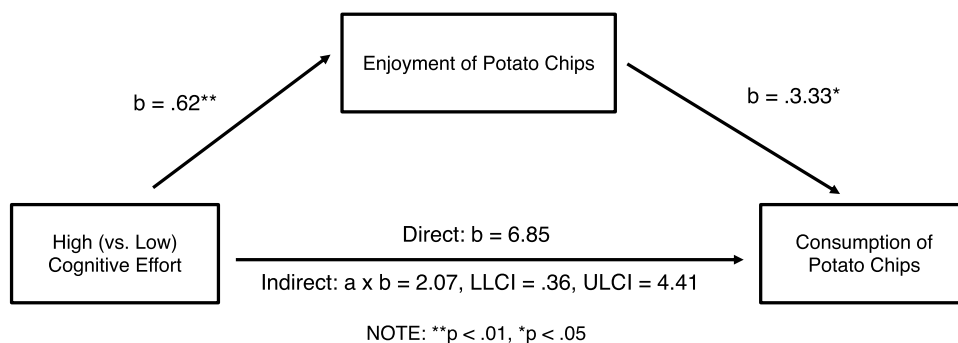 Enjoyment of Potato Chips
b = .62**
b = .3.33*
High (vs. Low)
Cognitive Effort
Direct: b = 6.85
Indirect: a x b = 2.07, LLCI = .36, ULCI = 4.41
Consumption of
Potato Chips
NOTE: **p < .01, *p < .05